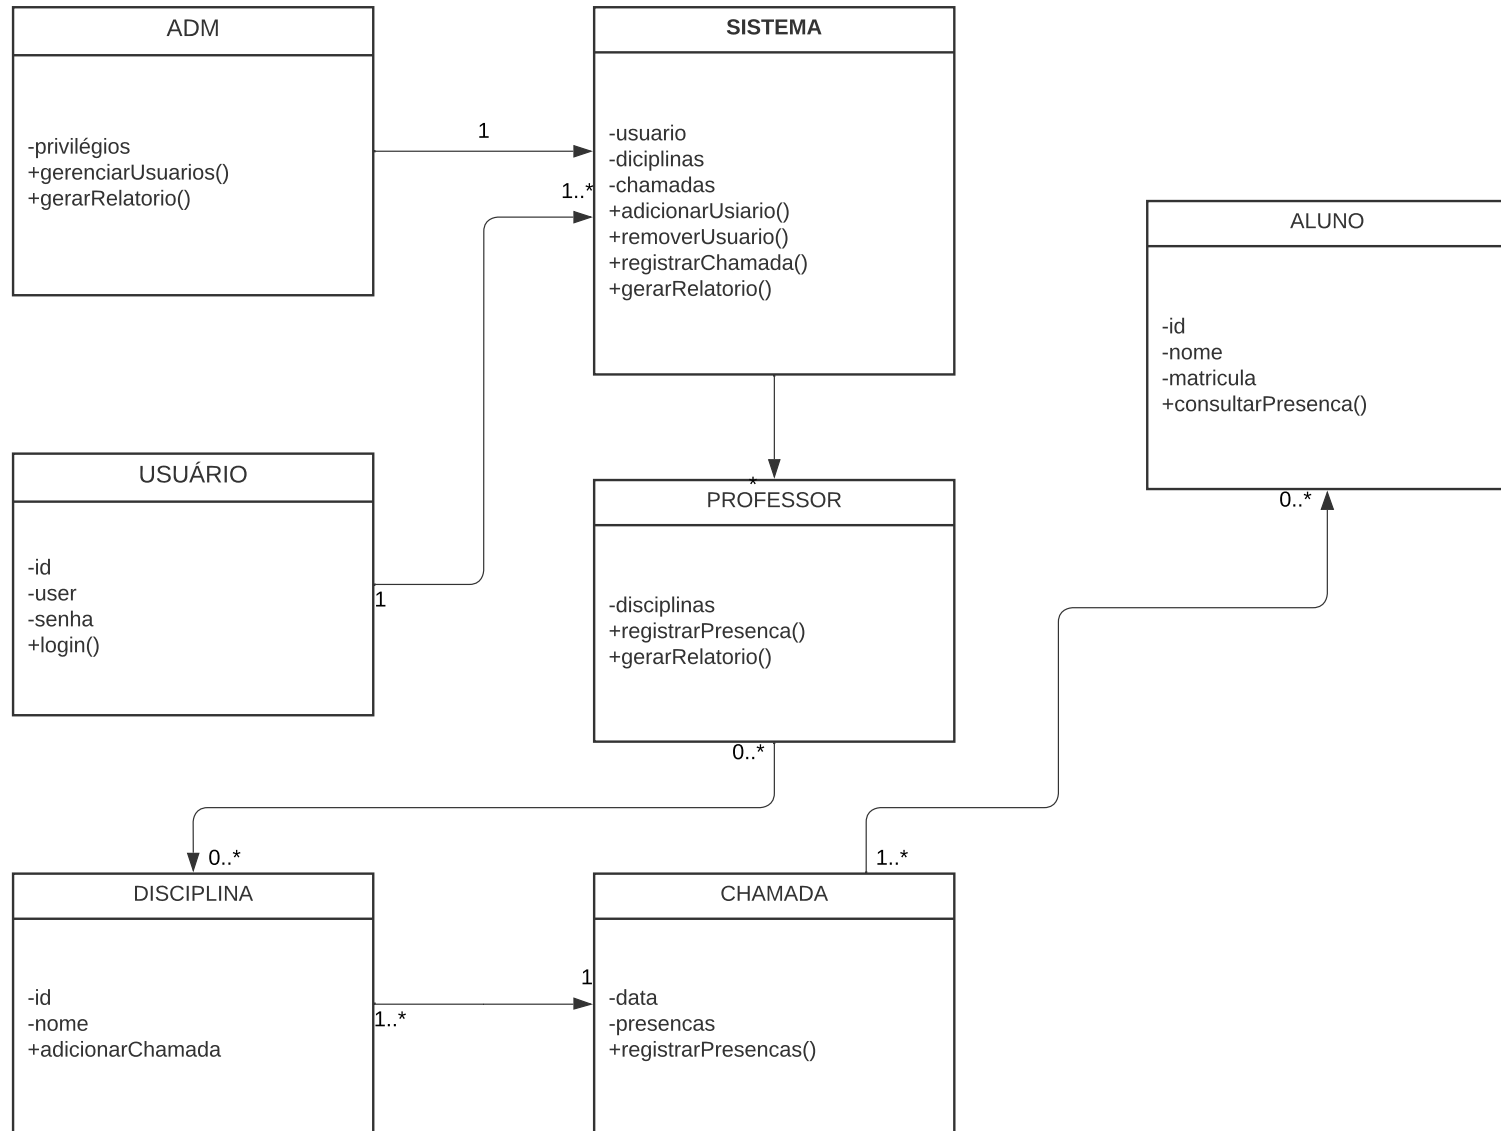 ADM
-privilégios
+gerenciarUsuarios()
+gerarRelatorio()
1
SISTEMA
-usuario
-diciplinas
-chamadas
+adicionarUsiario()
+removerUsuario()
+registrarChamada()
+gerarRelatorio()
1..*
ALUNO
-id
-nome
-matricula
+consultarPresenca()
0..*
USUÁRIO
-id
-user
-senha
+login()
1
*
PROFESSOR
-disciplinas
+registrarPresenca()
+gerarRelatorio()
0..*
0..*
DISCIPLINA
-id
-nome
+adicionarChamada
1..*
1
1..*
CHAMADA
-data
-presencas
+registrarPresencas()